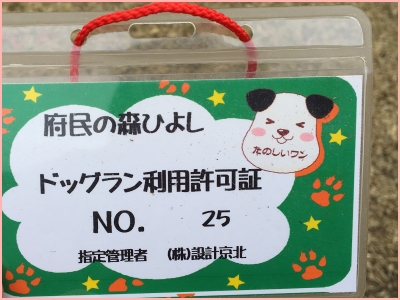 府民の森ひよし
たのしいワン
ドッグラン利用許可証
NO. 25
指定管理者 (株)設計京北